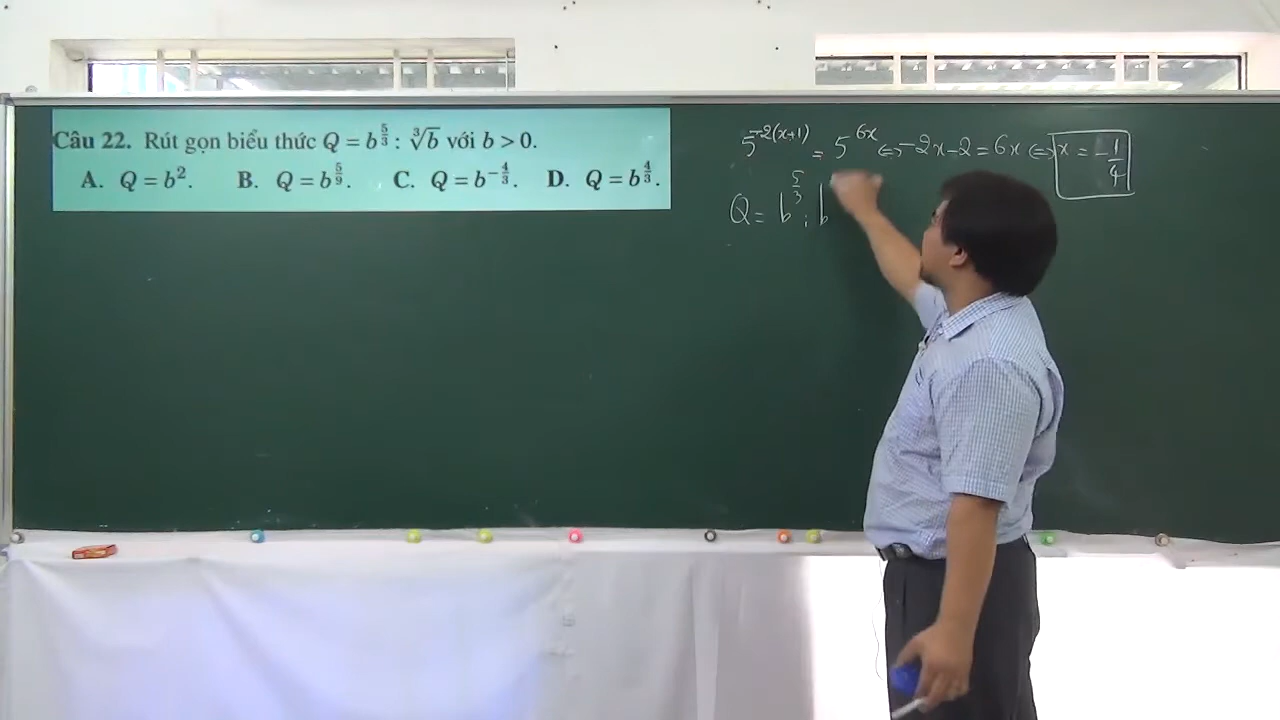 Câu 22. Rút gọn biểu thức Q = b^{5/3} : ∛b với b > 0.
A. Q = b². B. Q = b^{5/9}. C. Q = b^{-4/3}. D. Q = b^{4/3}.
5^{-2(x+1)} = 5^{6x} ⇔ -2x-2 = 6x ⇔ x = -1/4
Q = b^{5/3} : b